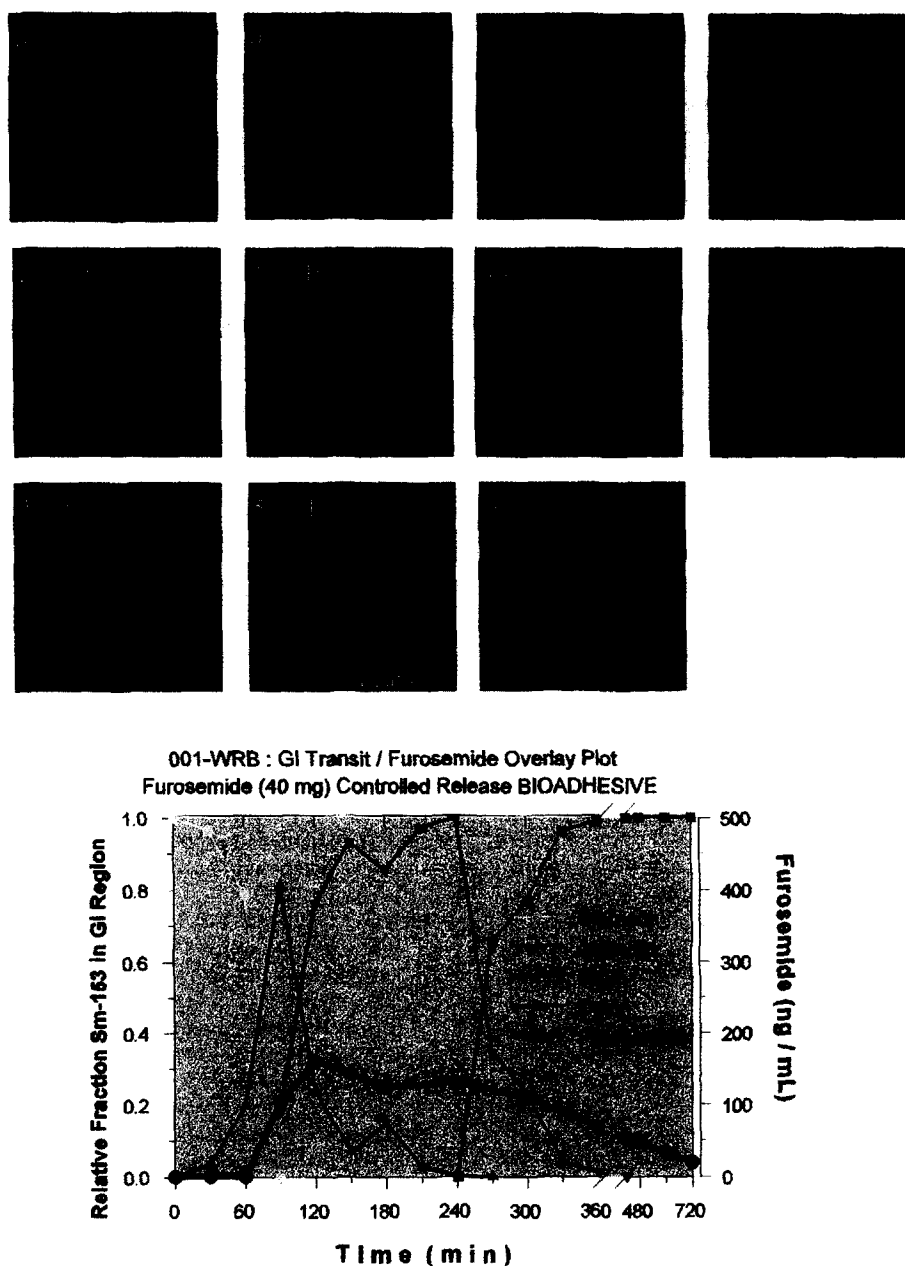 001-WRB : GI Transit / Furosemide Overlay Plot
Furosemide (40 mg) Controlled Release BIOADHESIVE
Relative Fraction Sm-153 in GI Region
1.0
0.8
0.6
0.4
0.2
0.0
500
400
300
200
100
0
Furosemide (ng / mL)
0 60 120 180 240 300 360 480 720
Time (min)